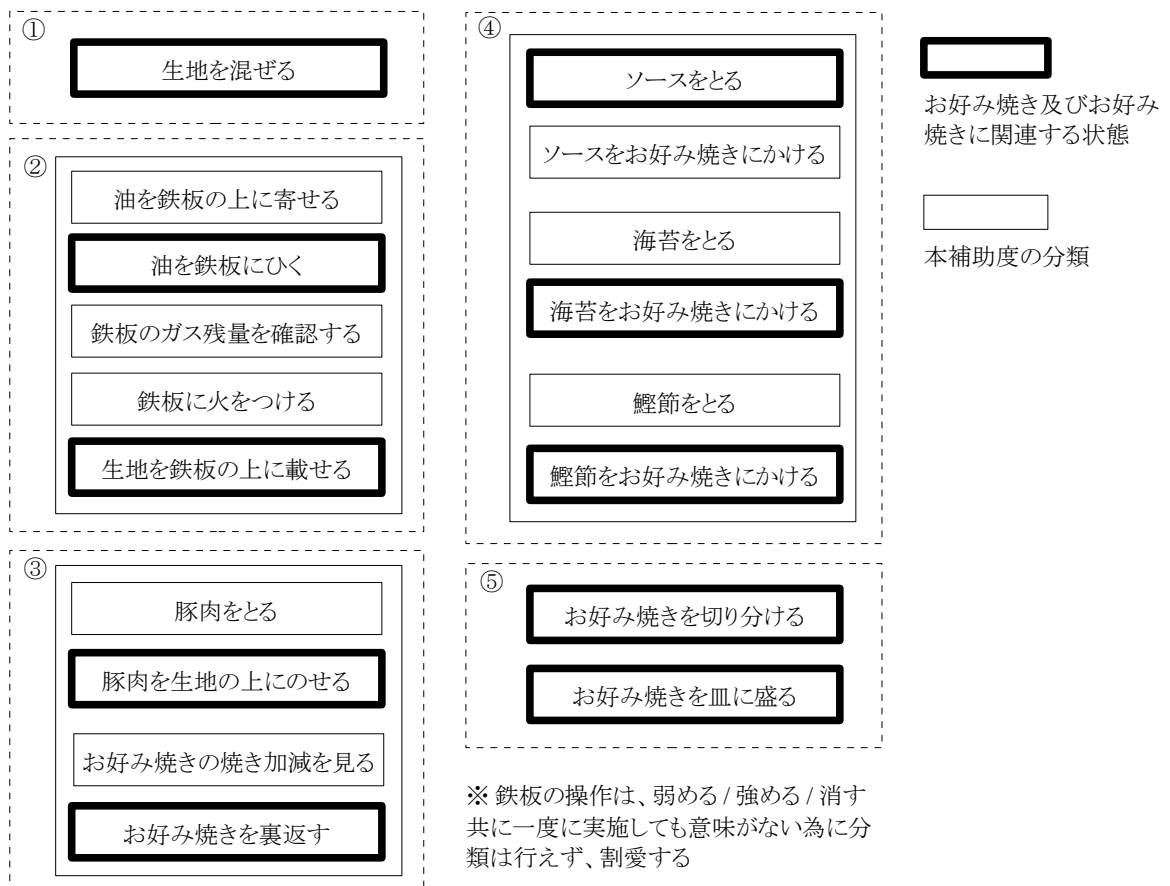 ①
生地を混ぜる
②
油を鉄板の上に寄せる
油を鉄板にひく
鉄板のガス残量を確認する
鉄板に火をつける
生地を鉄板の上に載せる
③
豚肉をとる
豚肉を生地の上にのせる
お好み焼きの焼き加減を見る
お好み焼きを裏返す
④
ソースをとる
ソースをお好み焼きにかける
海苔をとる
海苔をお好み焼きにかける
鰹節をとる
鰹節をお好み焼きにかける
⑤
お好み焼きを切り分ける
お好み焼きを皿に盛る
※ 鉄板の操作は、弱める / 強める / 消す
共に一度に実施しても意味がない為に分
類は行えず、割愛する
お好み焼き及びお好み
焼きに関連する状態
本補助度の分類